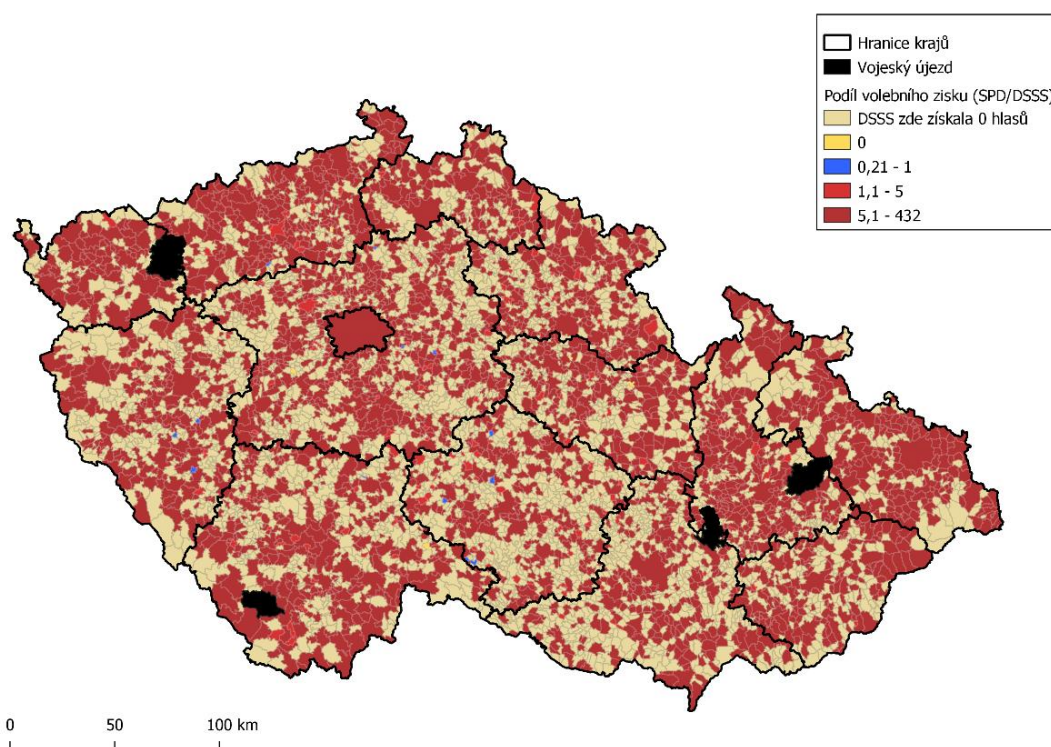 Hranice krajů
Vojeský újezd
Podíl volebního zisku (SPD/DSSS)
DSSS zde získala 0 hlasů
0
0,21 - 1
1,1 - 5
5,1 - 432
0 50 100 km